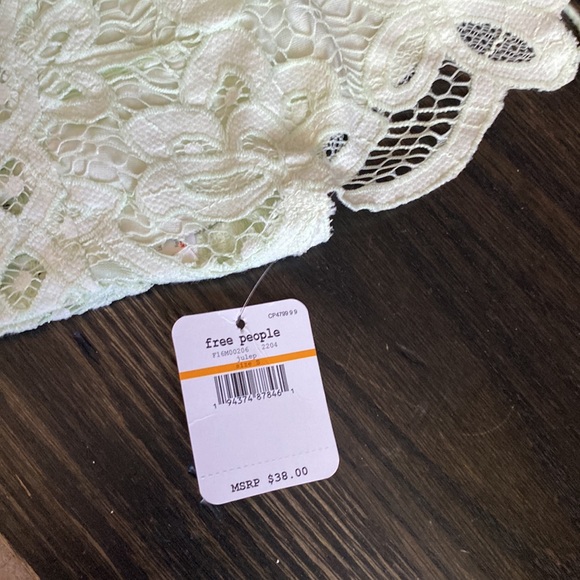 CP4799 9 9
free people
F16M00206 2204
julep
1 94374 87846 1
MSRP $38.00